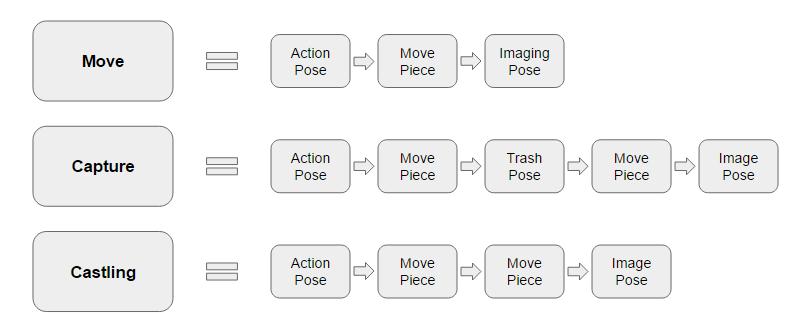 Move
Action
Pose
Move
Piece
Imaging
Pose
Capture
Action
Pose
Move
Piece
Trash
Pose
Move
Piece
Image
Pose
Castling
Action
Pose
Move
Piece
Move
Piece
Image
Pose